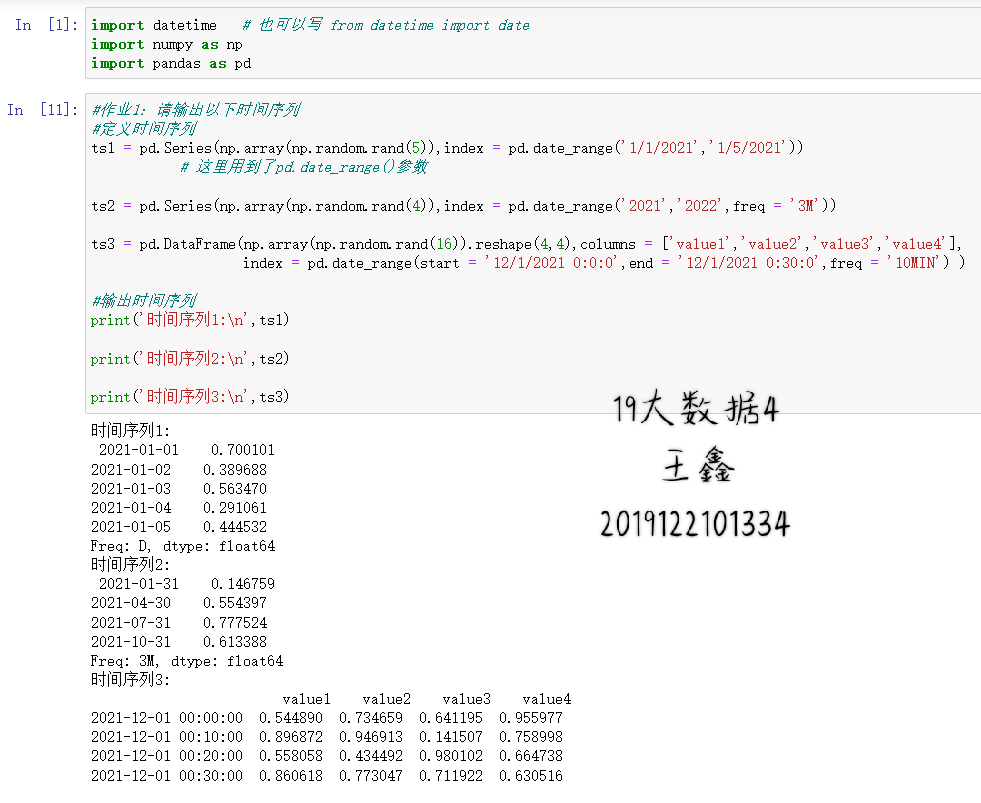 In [1]: import datetime # 也可以写 from datetime import date
import numpy as np
import pandas as pd
In [11]: #作业1: 请输出以下时间序列
#定义时间序列
ts1 = pd.Series(np.array(np.random.rand(5)),index = pd.date_range('1/1/2021','1/5/2021'))
# 这里用到了pd.date_range()参数
ts2 = pd.Series(np.array(np.random.rand(4)),index = pd.date_range('2021','2022',freq = '3M'))
ts3 = pd.DataFrame(np.array(np.random.rand(16)).reshape(4,4),columns = ['value1','value2','value3','value4'],
index = pd.date_range(start = '12/1/2021 0:0:0',end = '12/1/2021 0:30:0',freq = '10MIN') )
#输出时间序列
print('时间序列1:\n',ts1)
print('时间序列2:\n',ts2)
print('时间序列3:\n',ts3)
19大数据4
王鑫
2019122101334
时间序列1:
2021-01-01 0.700101
2021-01-02 0.389688
2021-01-03 0.563470
2021-01-04 0.291061
2021-01-05 0.444532
Freq: D, dtype: float64
时间序列2:
2021-01-31 0.146759
2021-04-30 0.554397
2021-07-31 0.777524
2021-10-31 0.613388
Freq: 3M, dtype: float64
时间序列3:
value1 value2 value3 value4
2021-12-01 00:00:00 0.544890 0.734659 0.641195 0.955977
2021-12-01 00:10:00 0.896872 0.946913 0.141507 0.758998
2021-12-01 00:20:00 0.558058 0.434492 0.980102 0.664738
2021-12-01 00:30:00 0.860618 0.773047 0.711922 0.630516